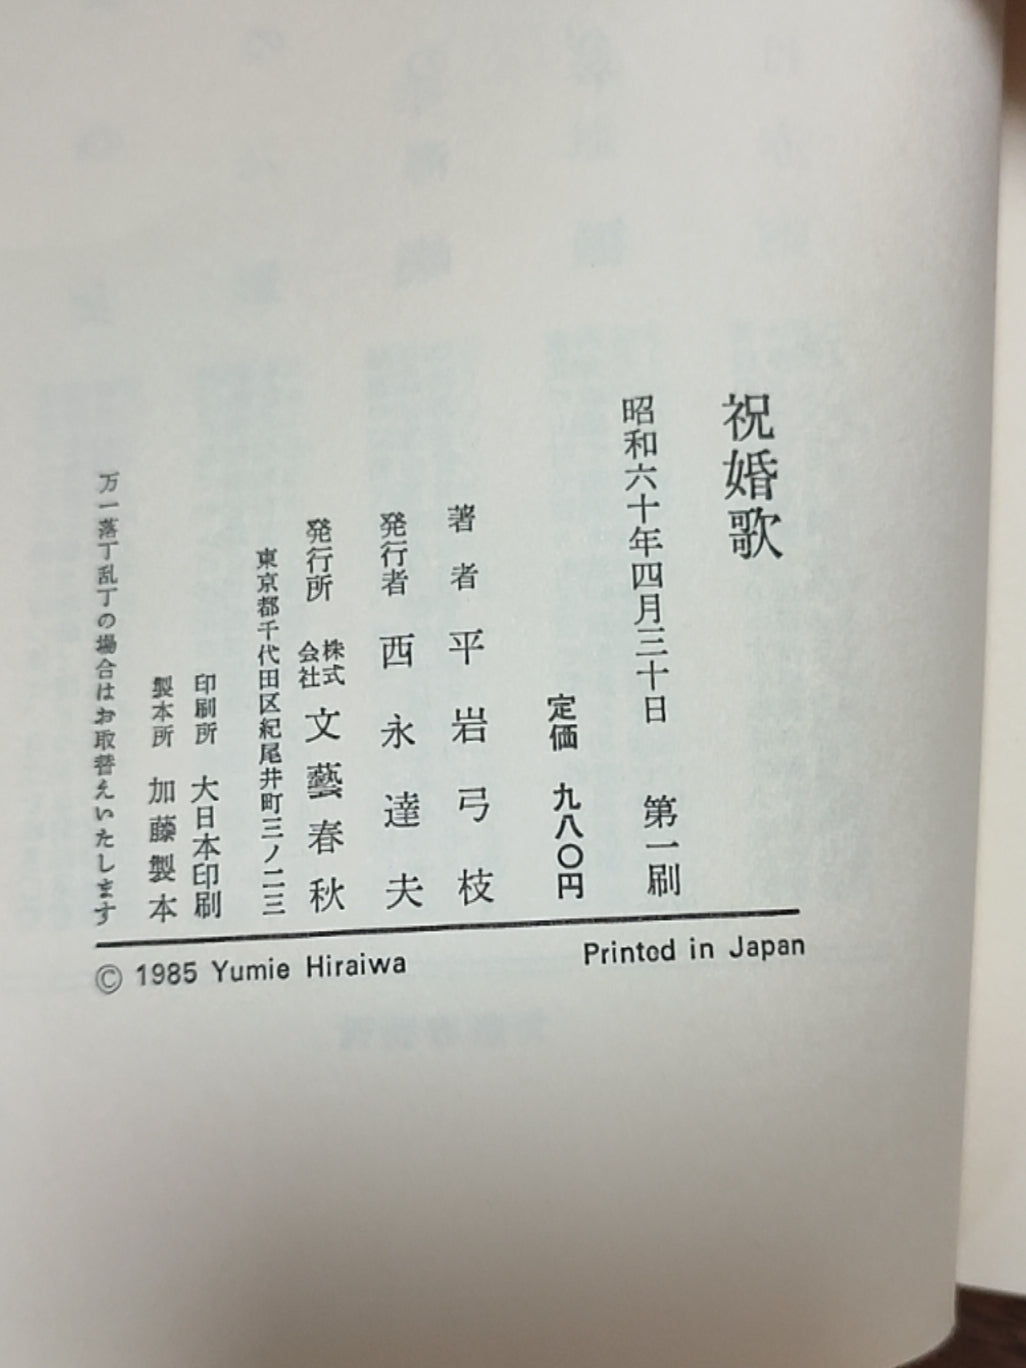 祝婚歌
昭和六十年四月三十日 第一刷
定価 九八〇円
著者 平岩弓枝
発行者 西永達夫
発行所 株式会社 文藝春秋
東京都千代田区紀尾井町三ノ二三
印刷所 大日本印刷
製本所 加藤製本
万一落丁乱丁の場合はお取替えいたします
© 1985 Yumie Hiraiwa
Printed in Japan